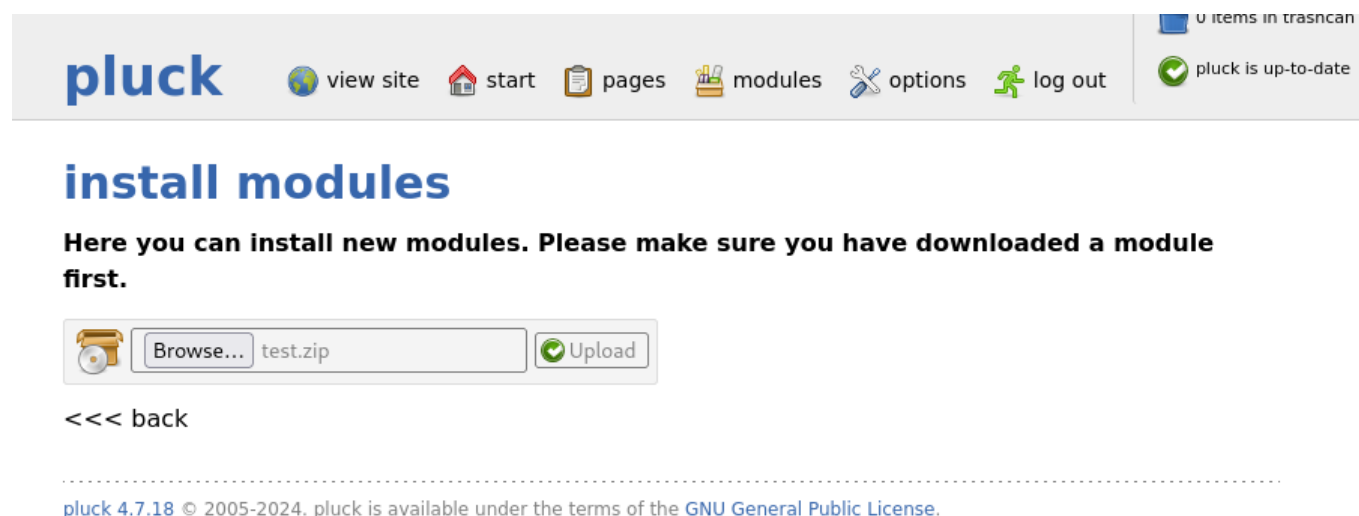 0 items in trashcan
pluck view site start pages modules options log out pluck is up-to-date
install modules
Here you can install new modules. Please make sure you have downloaded a module
first.
Browse... test.zip Upload
<<< back
pluck 4.7.18 © 2005-2024. pluck is available under the terms of the GNU General Public License.